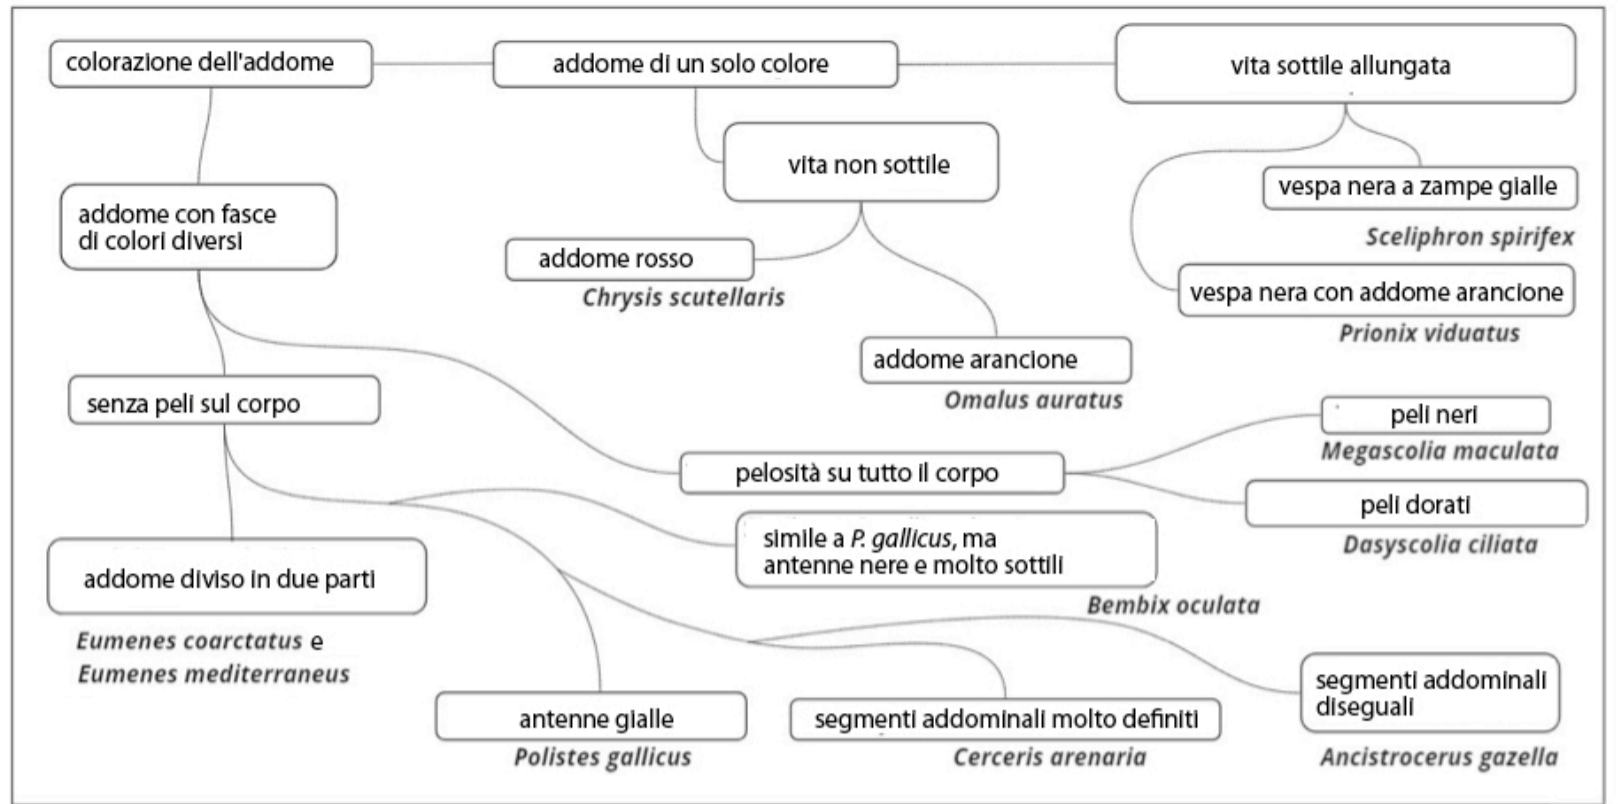 colorazione dell'addome
addome di un solo colore
vita sottile allungata
vita non sottile
vespa nera a zampe gialle
Sceliphron spirifex
addome con fasce
di colori diversi
addome rosso
Chrysis scutellaris
vespa nera con addome arancione
Prionix viduatus
addome arancione
Omalus auratus
senza peli sul corpo
peli neri
Megascolia maculata
pelosità su tutto il corpo
peli dorati
Dasyscolia ciliata
simile a P. gallicus, ma
antenne nere e molto sottili
Bembix oculata
addome diviso in due parti
Eumenes coarctatus e
Eumenes mediterraneus
antenne gialle
Polistes gallicus
segmenti addominali molto definiti
Cerceris arenaria
segmenti addominali
diseguali
Ancistrocerus gazella